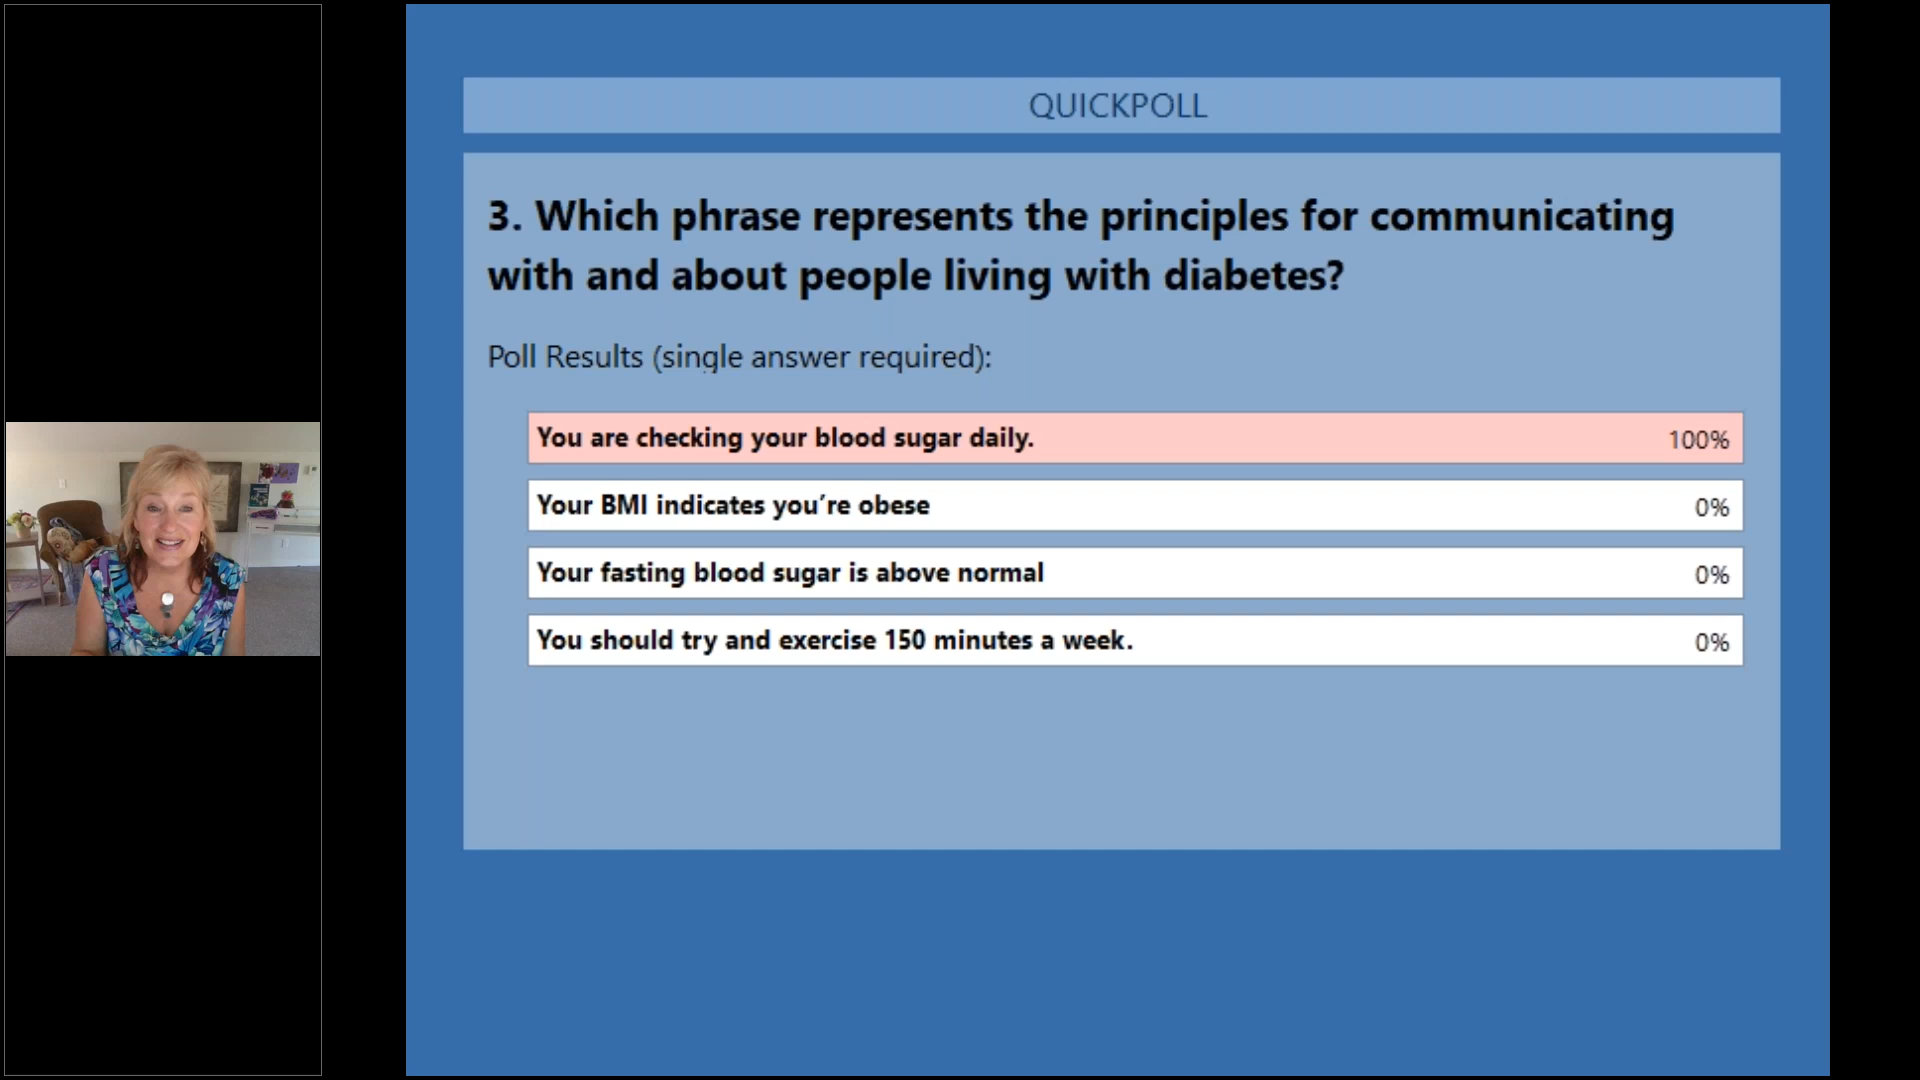 QUICKPOLL
3. Which phrase represents the principles for communicating
with and about people living with diabetes?
Poll Results (single answer required):
You are checking your blood sugar daily. 100%
Your BMI indicates you’re obese 0%
Your fasting blood sugar is above normal 0%
You should try and exercise 150 minutes a week. 0%